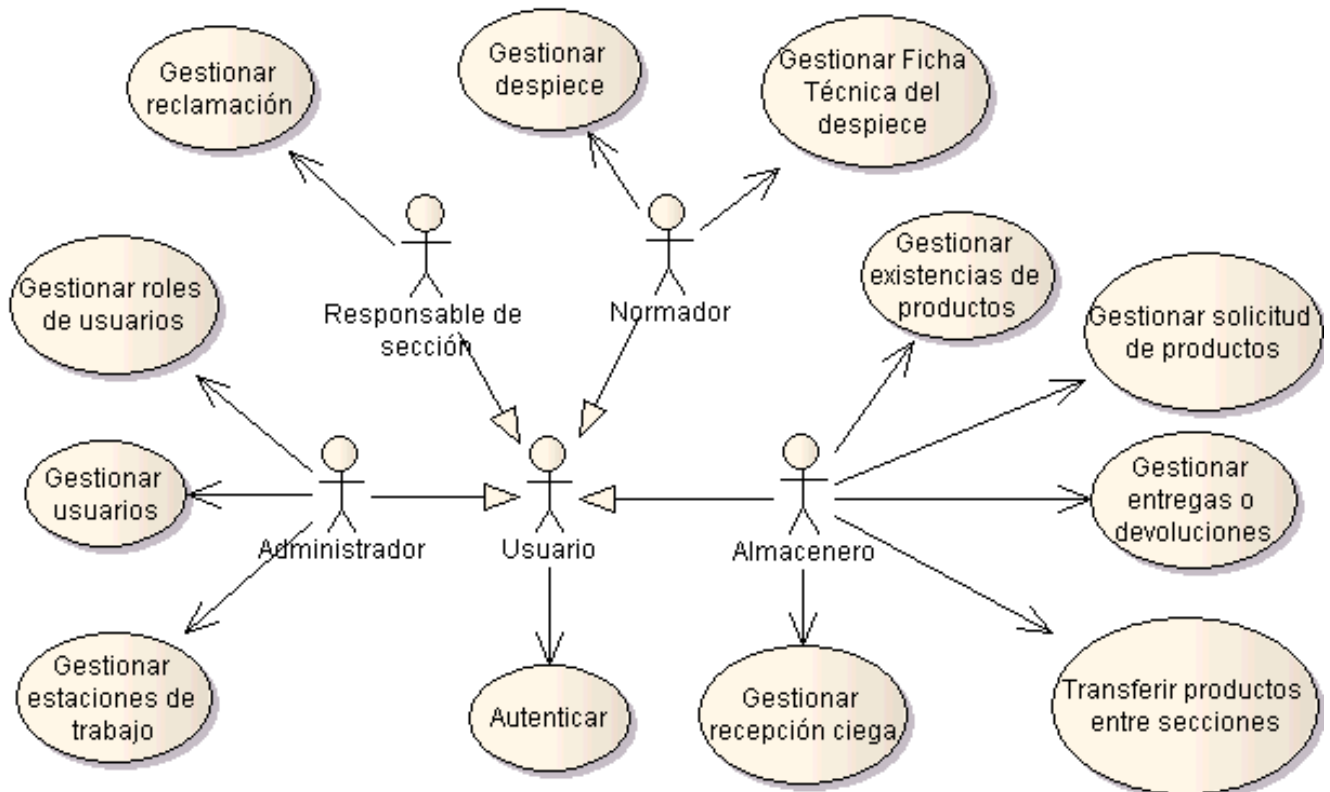 Gestionar
reclamación
Gestionar
despiece
Gestionar Ficha
Técnica del
despiece
Gestionar roles
de usuarios
Responsable de
sección
Normador
Gestionar
existencias de
productos
Gestionar solicitud
de productos
Gestionar
usuarios
Administrador
Usuario
Almacenero
Gestionar
entregas o
devoluciones
Gestionar
estaciones de
trabajo
Autenticar
Gestionar
recepción ciega
Transferir productos
entre secciones